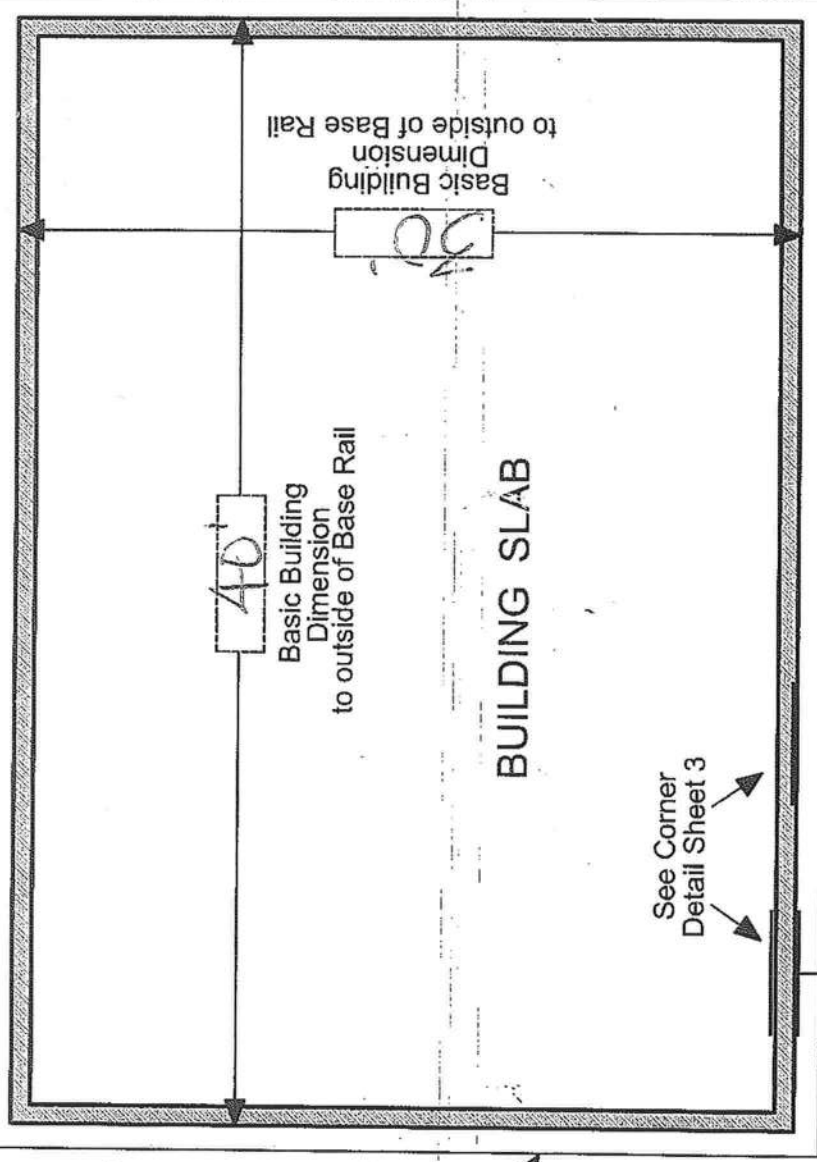 40'
Basic Building
Dimension
to outside of Base Rail
30'
Basic Building
Dimension
to outside of Base Rail
BUILDING SLAB
See Corner
Detail Sheet 3